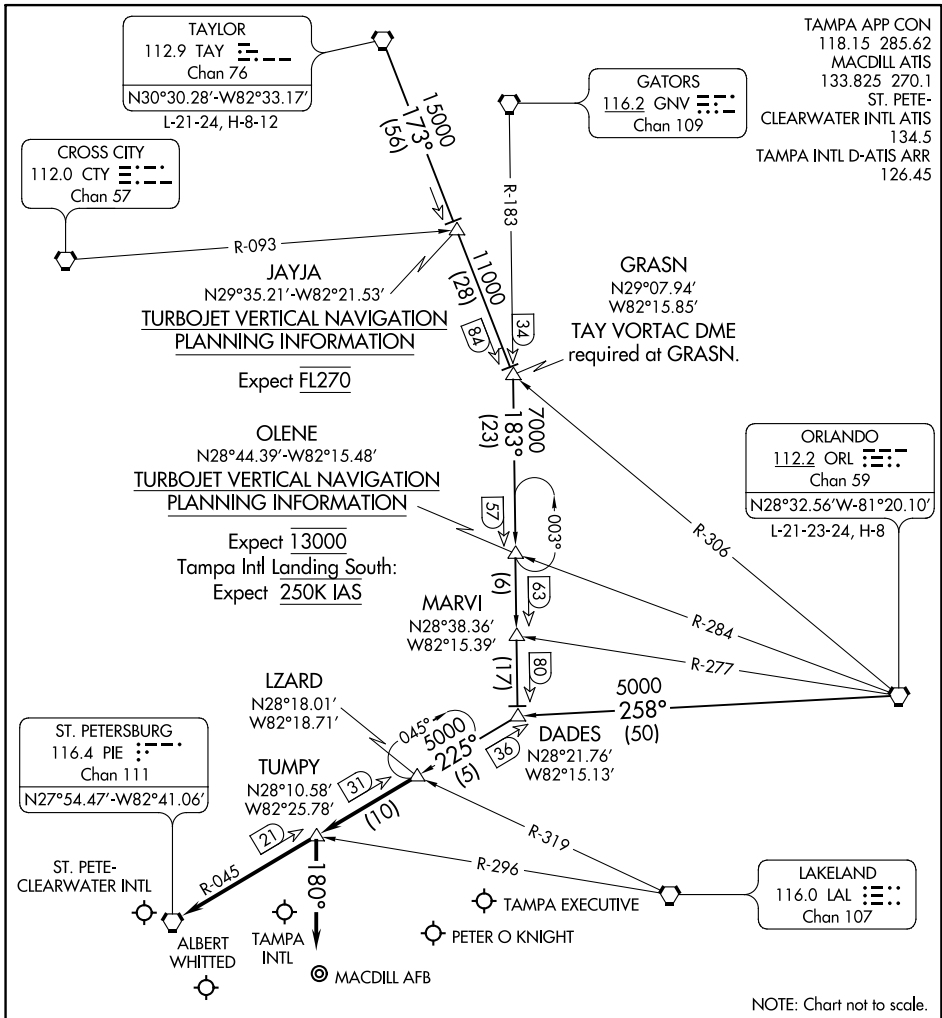 TAYLOR
112.9 TAY
Chan 76
N30°30.28'-W82°33.17'
L-21-24, H-8-12
TAMPA APP CON
118.15 285.62
MACDILL ATIS
133.825 270.1
ST. PETE-
CLEARWATER INTL ATIS
134.5
TAMPA INTL D-ATIS ARR
126.45
GATORS
116.2 GNV
Chan 109
CROSS CITY
112.0 CTY
Chan 57
15000
173°
(56)
R-183
R-093
JAYJA
N29°35.21'-W82°21.53'
TURBOJET VERTICAL NAVIGATION
PLANNING INFORMATION
Expect FL270
11000
(28)
84
34
GRASN
N29°07.94'
W82°15.85'
TAY VORTAC DME
required at GRASN.
OLENE
N28°44.39'-W82°15.48'
TURBOJET VERTICAL NAVIGATION
PLANNING INFORMATION
Expect 13000
Tampa Intl Landing South:
Expect 250K IAS
7000
183°
(23)
57
003°
ORLANDO
112.2 ORL
Chan 59
N28°32.56'W-81°20.10'
L-21-23-24, H-8
R-306
R-284
R-277
(6)
63
MARVI
N28°38.36'
W82°15.39'
(17)
80
5000
258°
(50)
LZARD
N28°18.01'
W82°18.71'
045°
5000
225°
(5)
36
DADES
N28°21.76'
W82°15.13'
ST. PETERSBURG
116.4 PIE
Chan 111
N27°54.47'-W82°41.06'
TUMPY
N28°10.58'
W82°25.78'
31
(10)
21
R-045
R-319
R-296
180°
LAKELAND
116.0 LAL
Chan 107
ST. PETE-
CLEARWATER INTL
ALBERT
WHITTED
TAMPA
INTL
TAMPA EXECUTIVE
PETER O KNIGHT
MACDILL AFB
NOTE: Chart not to scale.